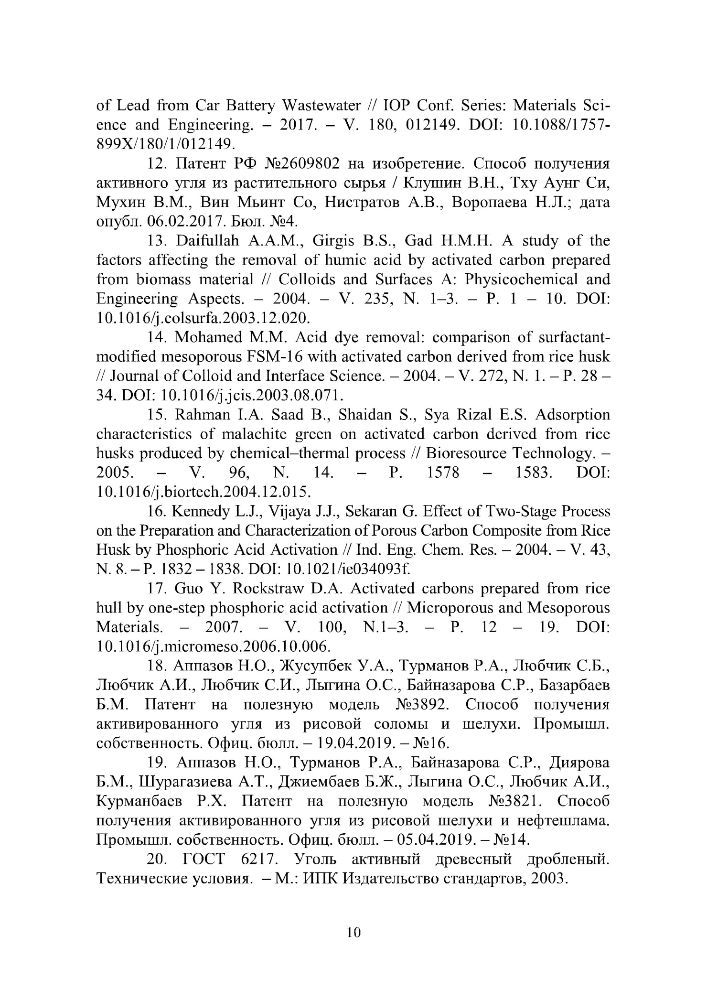 of Lead from Car Battery Wastewater // IOP Conf. Series: Materials Sci-
ence and Engineering. – 2017. – V. 180, 012149. DOI: 10.1088/1757-
899X/180/1/012149.
12. Патент РФ №2609802 на изобретение. Способ получения
активного угля из растительного сырья / Клушин В.Н., Тху Аунг Си,
Мухин В.М., Вин Мьинт Со, Нистратов А.В., Воропаева Н.Л.; дата
опубл. 06.02.2017. Бюл. №4.
13. Daifullah A.A.M., Girgis B.S., Gad H.M.H. A study of the
factors affecting the removal of humic acid by activated carbon prepared
from biomass material // Colloids and Surfaces A: Physicochemical and
Engineering Aspects. – 2004. – V. 235, N. 1–3. – P. 1 – 10. DOI:
10.1016/j.colsurfa.2003.12.020.
14. Mohamed M.M. Acid dye removal: comparison of surfactant-
modified mesoporous FSM-16 with activated carbon derived from rice husk
// Journal of Colloid and Interface Science. – 2004. – V. 272, N. 1. – P. 28 –
34. DOI: 10.1016/j.jcis.2003.08.071.
15. Rahman I.A. Saad B., Shaidan S., Sya Rizal E.S. Adsorption
characteristics of malachite green on activated carbon derived from rice
husks produced by chemical–thermal process // Bioresource Technology. –
2005. – V. 96, N. 14. – P. 1578 – 1583. DOI:
10.1016/j.biortech.2004.12.015.
16. Kennedy L.J., Vijaya J.J., Sekaran G. Effect of Two-Stage Process
on the Preparation and Characterization of Porous Carbon Composite from Rice
Husk by Phosphoric Acid Activation // Ind. Eng. Chem. Res. – 2004. – V. 43,
N. 8. – P. 1832 – 1838. DOI: 10.1021/ie034093f.
17. Guo Y. Rockstraw D.A. Activated carbons prepared from rice
hull by one-step phosphoric acid activation // Microporous and Mesoporous
Materials. – 2007. – V. 100, N.1–3. – P. 12 – 19. DOI:
10.1016/j.micromeso.2006.10.006.
18. Аппазов Н.О., Жусупбек У.А., Турманов Р.А., Любчик С.Б.,
Любчик А.И., Любчик С.И., Лыгина О.С., Байназарова С.Р., Базарбаев
Б.М. Патент на полезную модель №3892. Способ получения
активированного угля из рисовой соломы и шелухи. Промышл.
собственность. Офиц. бюлл. – 19.04.2019. – №16.
19. Аппазов Н.О., Турманов Р.А., Байназарова С.Р., Диярова
Б.М., Шурагазиева А.Т., Джиембаев Б.Ж., Лыгина О.С., Любчик А.И.,
Курманбаев Р.Х. Патент на полезную модель №3821. Способ
получения активированного угля из рисовой шелухи и нефтешлама.
Промышл. собственность. Офиц. бюлл. – 05.04.2019. – №14.
20. ГОСТ 6217. Уголь активный древесный дробленый.
Технические условия. – М.: ИПК Издательство стандартов, 2003.
10